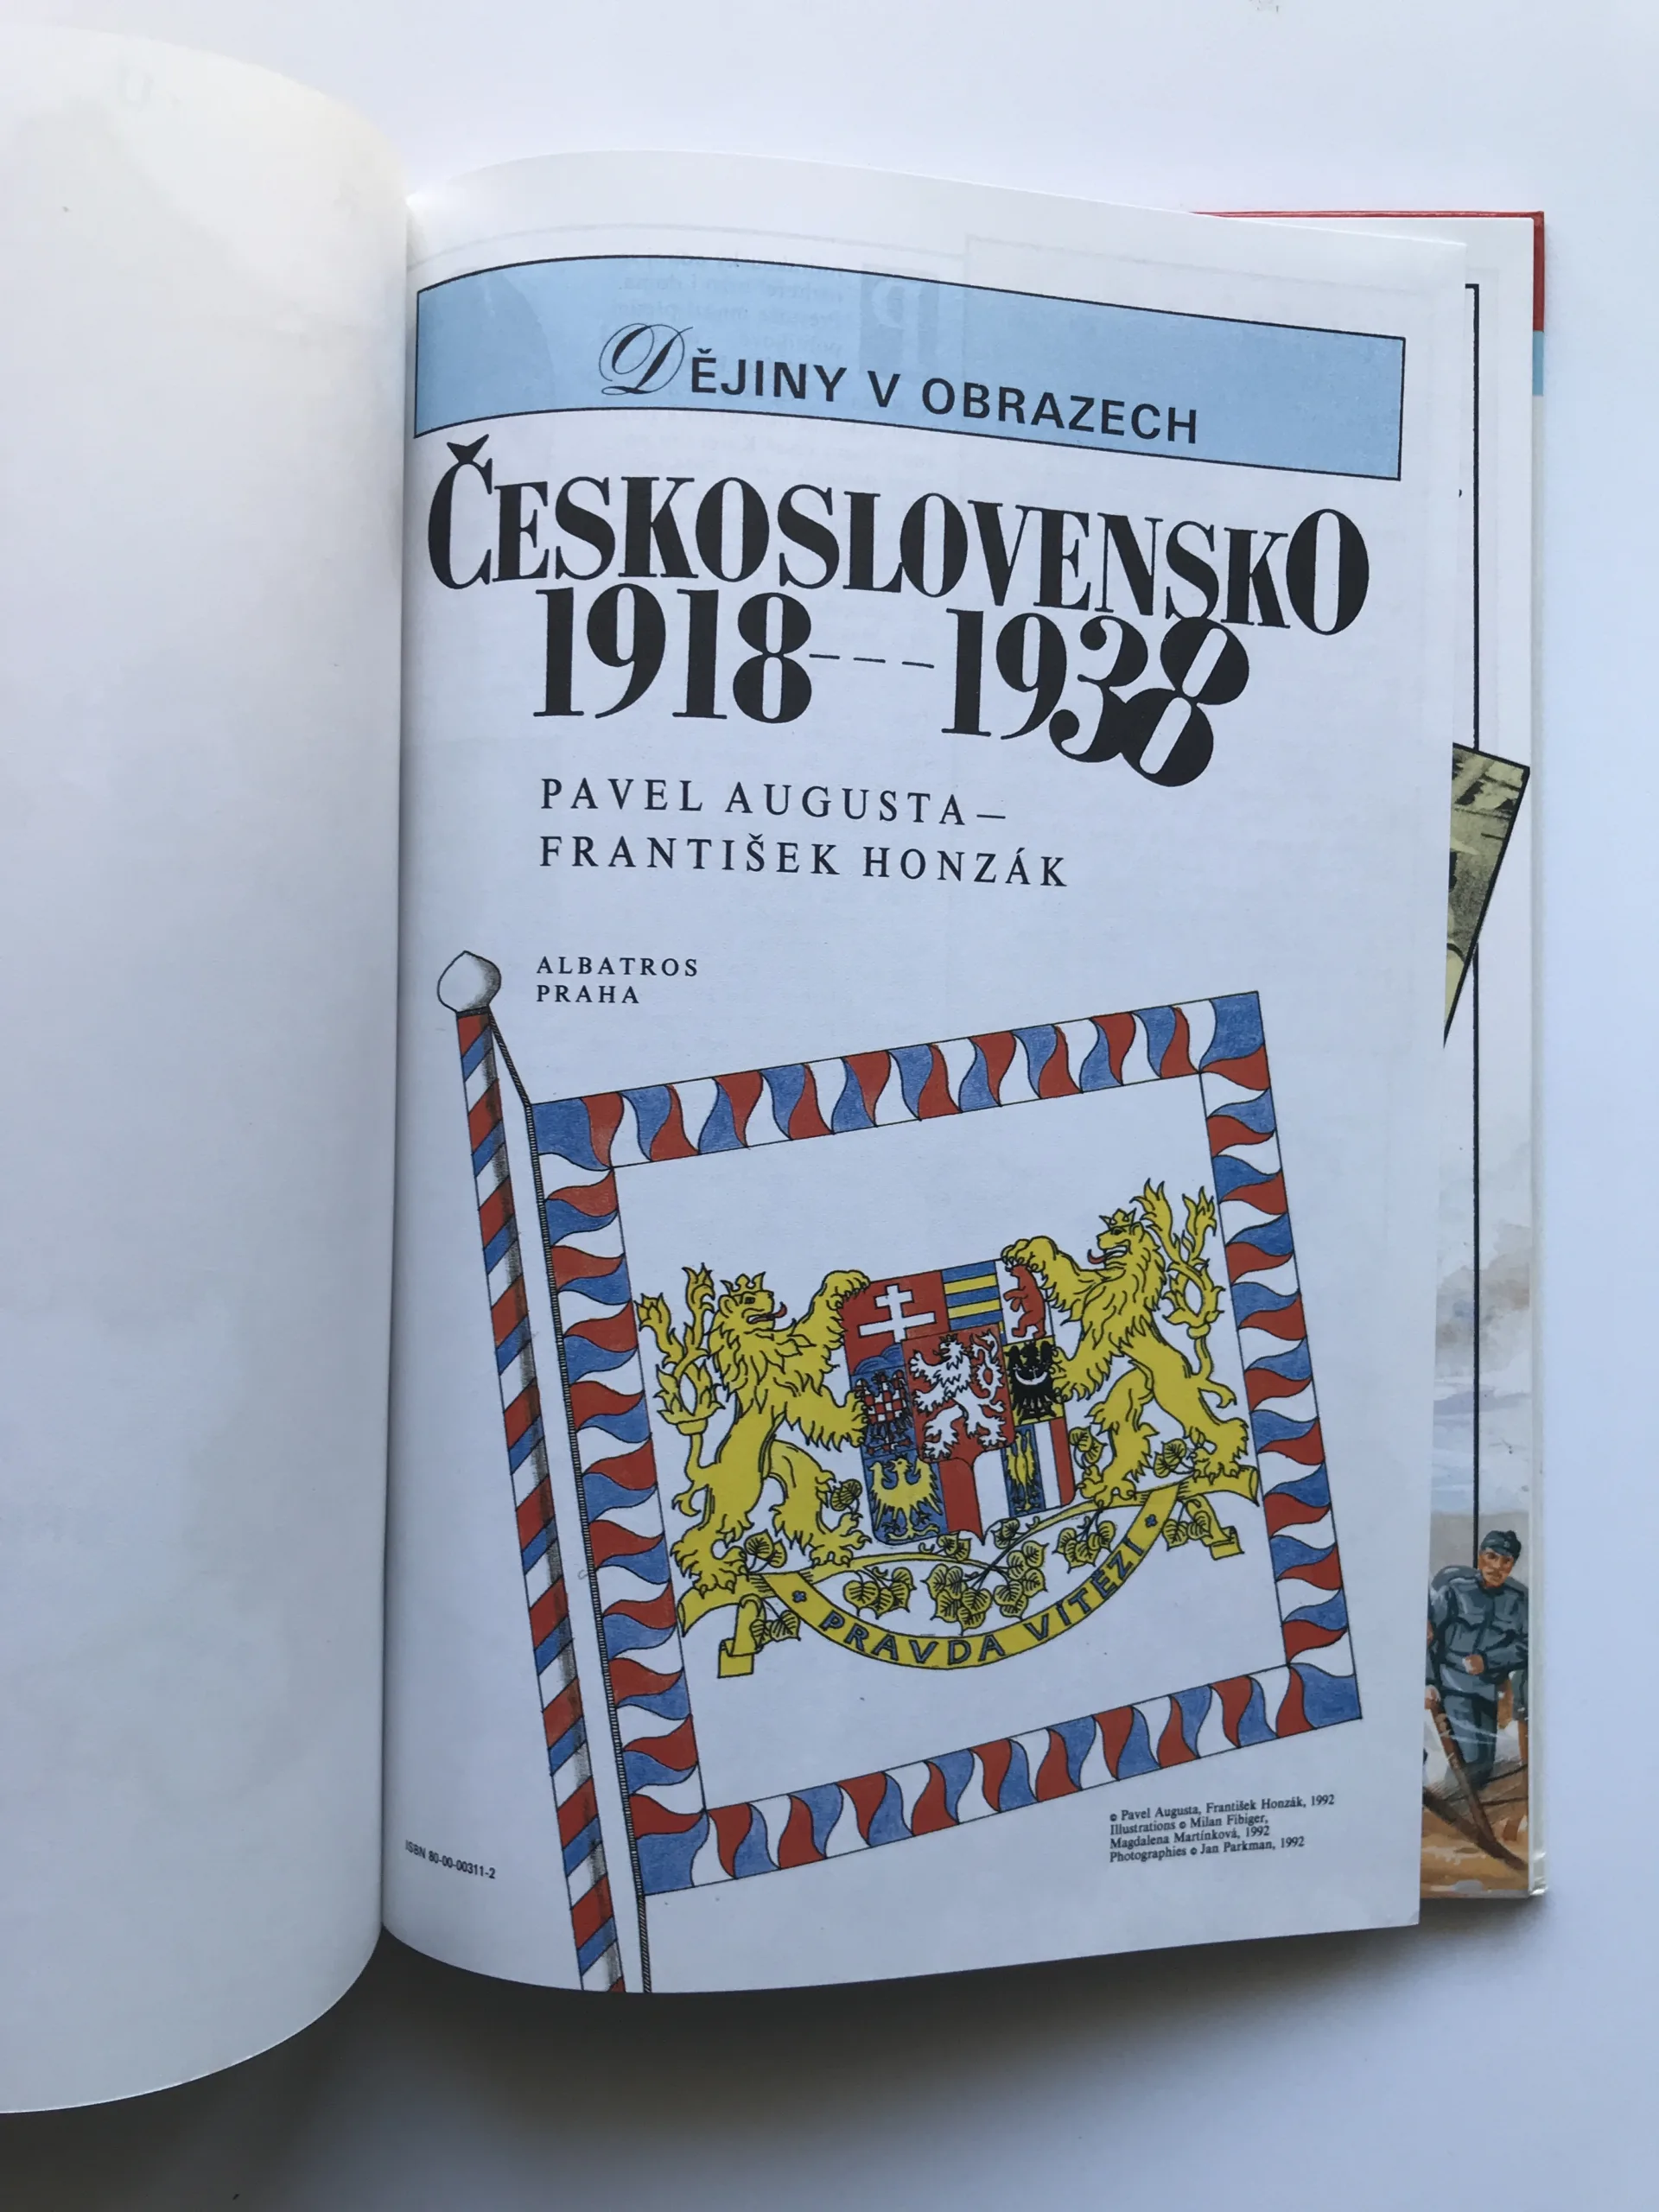 DĚJINY V OBRAZECH
ČESKOSLOVENSKO
1918---1938
PAVEL AUGUSTA—
FRANTIŠEK HONZÁK
ALBATROS
PRAHA
PRAVDA VÍTĚZÍ
© Pavel Augusta, František Honzák, 1992
Illustrations © Milan Fibiger,
Magdalena Martínková, 1992
Photographies © Jan Parkman, 1992
ISBN 80-00-00311-2